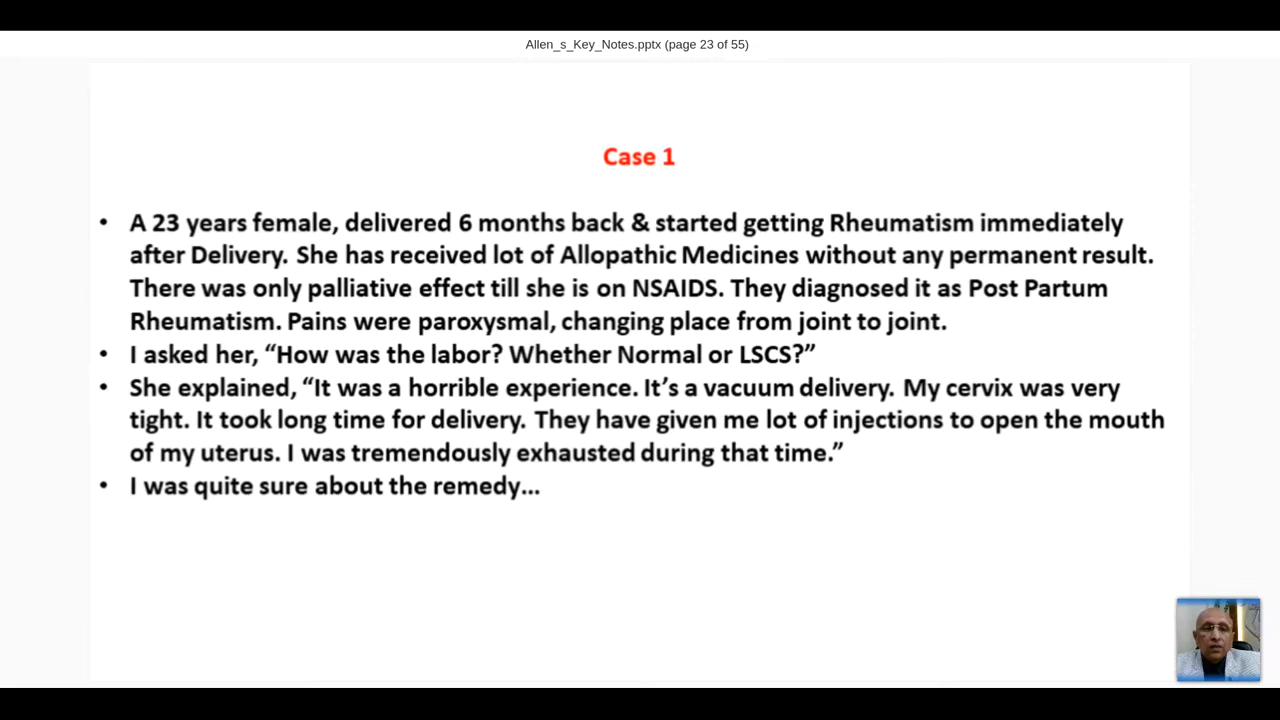 Allen_s_Key_Notes.pptx (page 23 of 55)
Case 1
• A 23 years female, delivered 6 months back & started getting Rheumatism immediately
after Delivery. She has received lot of Allopathic Medicines without any permanent result.
There was only palliative effect till she is on NSAIDS. They diagnosed it as Post Partum
Rheumatism. Pains were paroxysmal, changing place from joint to joint.
• I asked her, “How was the labor? Whether Normal or LSCS?”
• She explained, “It was a horrible experience. It’s a vacuum delivery. My cervix was very
tight. It took long time for delivery. They have given me lot of injections to open the mouth
of my uterus. I was tremendously exhausted during that time.”
• I was quite sure about the remedy...